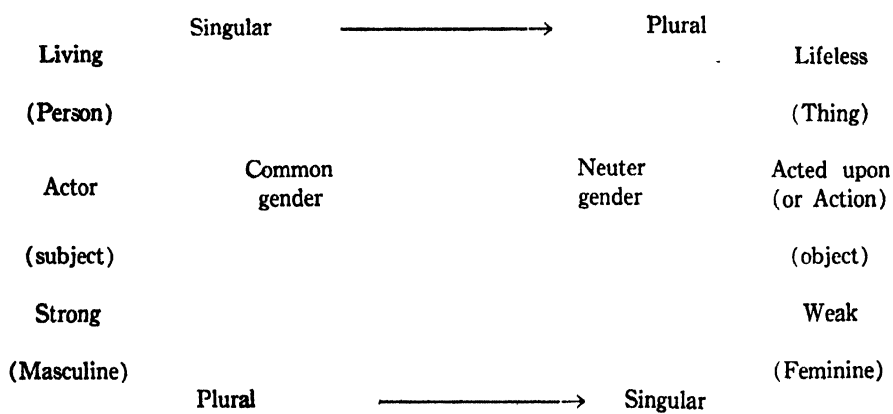 Singular ⟶ Plural
Living Lifeless
(Person) (Thing)
Common Neuter Acted upon
Actor
gender gender (or Action)
(subject) (object)
Strong Weak
(Masculine) (Feminine)
Plural ⟶ Singular